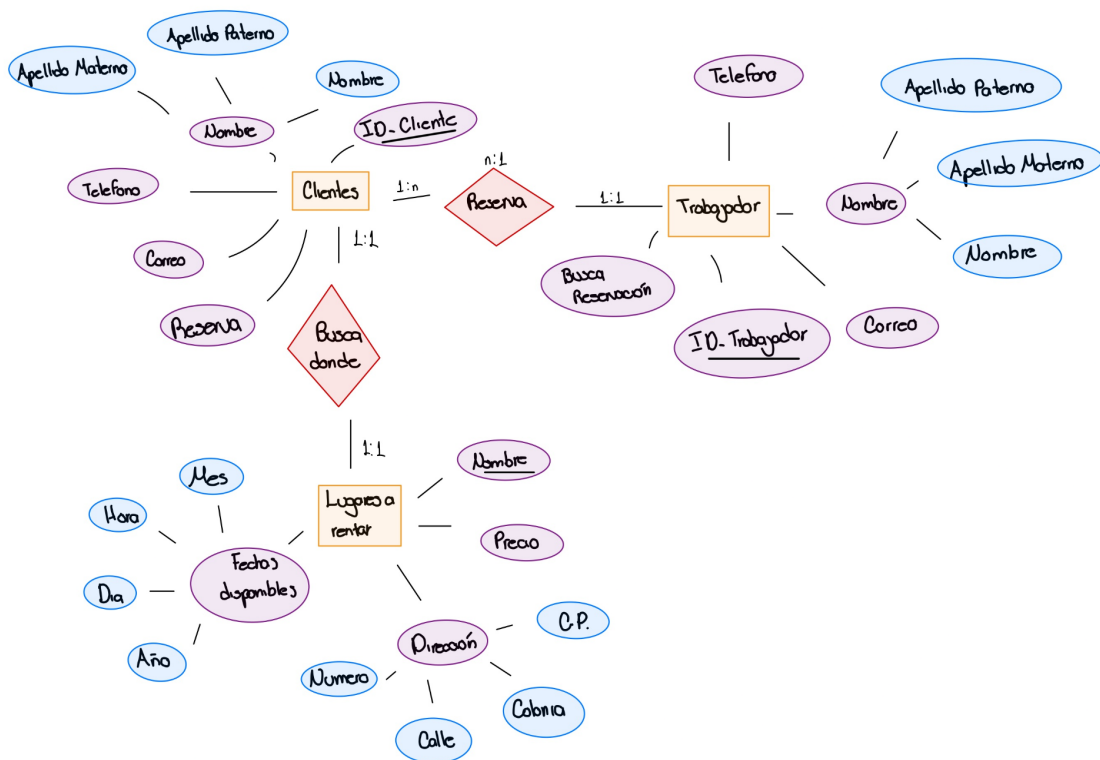 Apellido Paterno
Apellido Materno
Nombre
Nombre
ID_Cliente
Telefono
Clientes
1:n
n:1
Reserva
1:1
Correo
Reserva
1:1
Busca
donde
1:1
Telefono
Apellido Paterno
Apellido Materno
Nombre
Nombre
Trabajador
Busca
Reservación
ID_Trabajador
Correo
Nombre
Lugares a
rentar
Precio
Mes
Hora
Fechas
disponibles
Dia
Año
Dirección
C.P.
Numero
Colonia
Calle